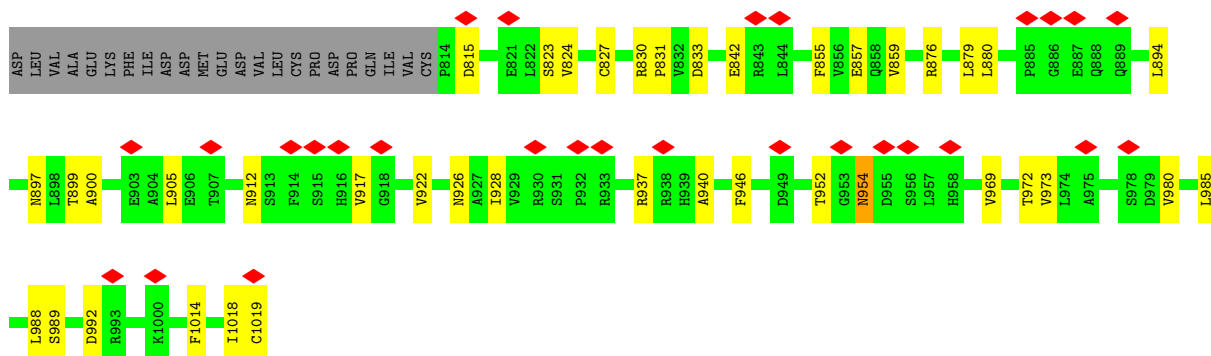 ASP LEU VAL ALA GLU LYS PHE ILE ASP ASP MET GLU ASP VAL LEU CYS PRO ASP PRO GLN ILE VAL CYS P814 D815 E821 L822 S823 V824 C827 R830 P831 V832 D833 E842 R843 L844 F855 V856 E857 Q858 V859 R876 L879 L880 P885 G886 E887 Q888 Q889 L894
N897 L898 T899 A900 E903 A904 L905 E906 T907 N912 S913 F914 S915 H916 V917 G918 V922 N926 A927 I928 V929 R930 S931 P932 R933 R937 R938 H939 A940 F946 D949 T952 G953 N954 D955 S956 L957 H958 V969 T972 V973 L974 A975 S978 D979 V980 L985
L988 S989 D992 R993 K1000 F1014 I1018 C1019